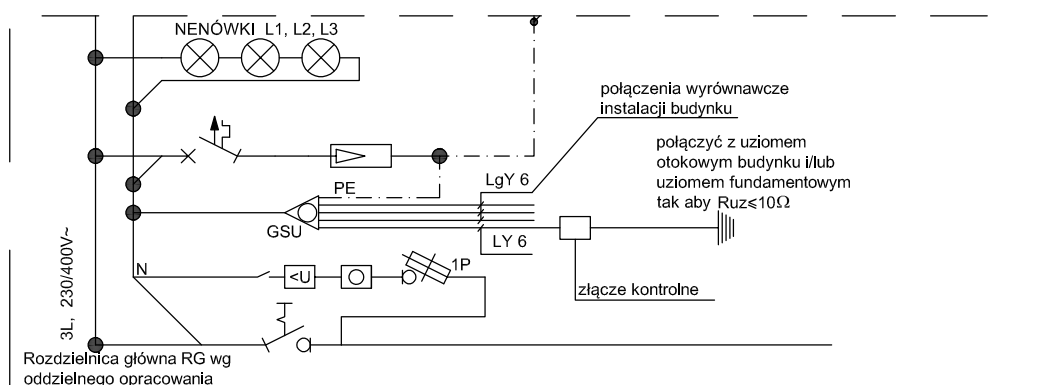 NENÓWKI L1, L2, L3
połączenia wyrównawcze
instalacji budynku
połączyć z uziomem
otokowym budynku i/lub
uziomem fundamentowym
tak aby Ruz≤10Ω
LgY 6
PE
GSU
LY 6
N
<U
1P
złącze kontrolne
3L, 230/400V~
Rozdzielnica główna RG wg
oddzielnego opracowania